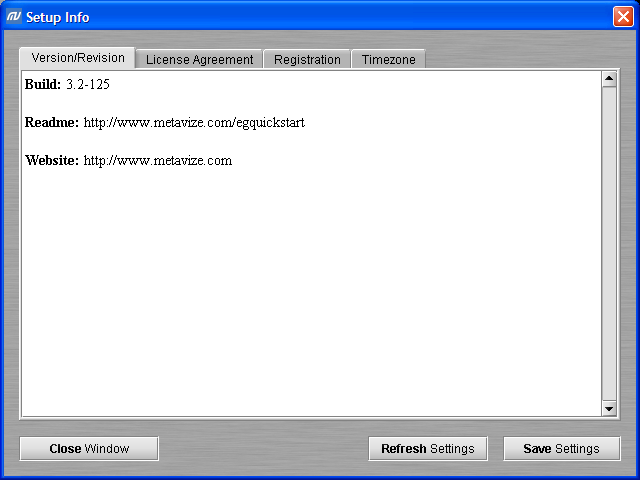 Setup Info
Version/Revision License Agreement Registration Timezone
Build: 3.2-125
Readme: http://www.metavize.com/egquickstart
Website: http://www.metavize.com
Close Window Refresh Settings Save Settings